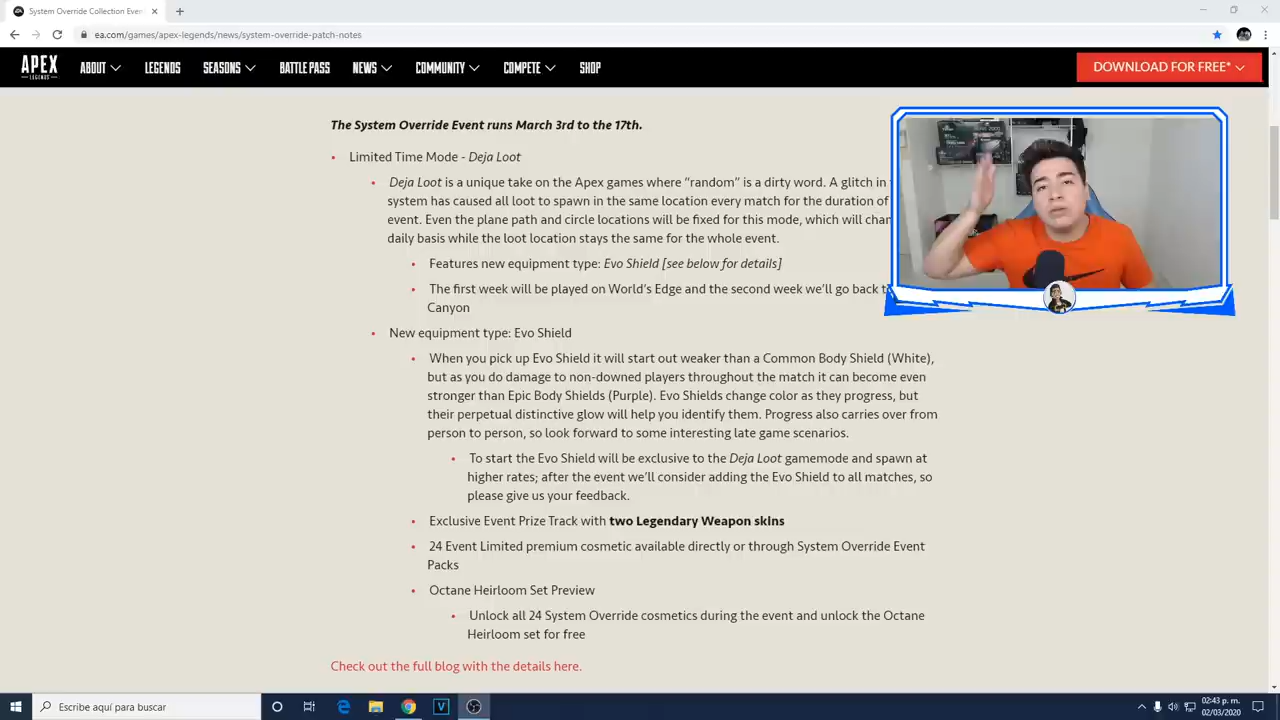 System Override Collection Even
ea.com/games/apex-legends/news/system-override-patch-notes
APEX
LEGENDS
ABOUT LEGENDS SEASONS BATTLE PASS NEWS COMMUNITY COMPETE SHOP
DOWNLOAD FOR FREE*
The System Override Event runs March 3rd to the 17th.
Limited Time Mode - Deja Loot
Deja Loot is a unique take on the Apex games where “random” is a dirty word. A glitch in
system has caused all loot to spawn in the same location every match for the duration of
event. Even the plane path and circle locations will be fixed for this mode, which will
daily basis while the loot location stays the same for the whole event.
Features new equipment type: Evo Shield [see below for details]
The first week will be played on World’s Edge and the second week we’ll go back
Canyon
New equipment type: Evo Shield
When you pick up Evo Shield it will start out weaker than a Common Body Shield (White),
but as you do damage to non-downed players throughout the match it can become even
stronger than Epic Body Shields (Purple). Evo Shields change color as they progress, but
their perpetual distinctive glow will help you identify them. Progress also carries over from
person to person, so look forward to some interesting late game scenarios.
To start the Evo Shield will be exclusive to the Deja Loot gamemode and spawn at
higher rates; after the event we’ll consider adding the Evo Shield to all matches, so
please give us your feedback.
Exclusive Event Prize Track with two Legendary Weapon skins
24 Event Limited premium cosmetic available directly or through System Override Event
Packs
Octane Heirloom Set Preview
Unlock all 24 System Override cosmetics during the event and unlock the Octane
Heirloom set for free
Check out the full blog with the details here.
Escribe aquí para buscar
02:43 p. m.
02/03/2020